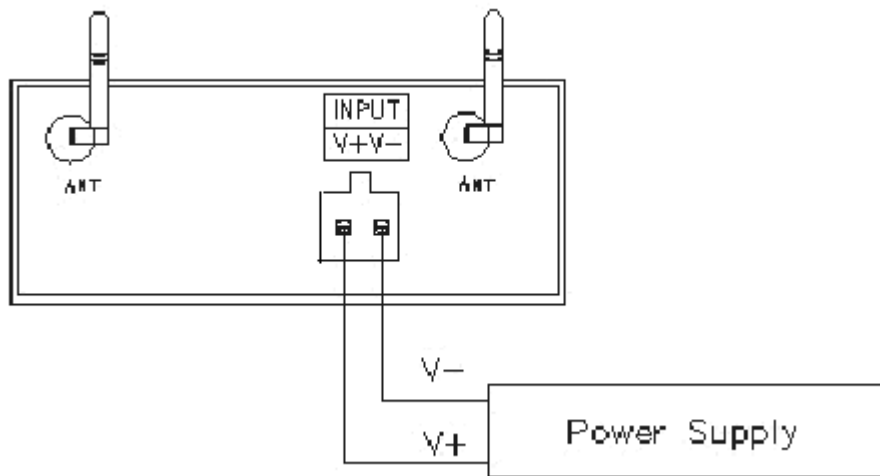 INPUT
V+V-
ANT
ANT
V-
V+
Power Supply